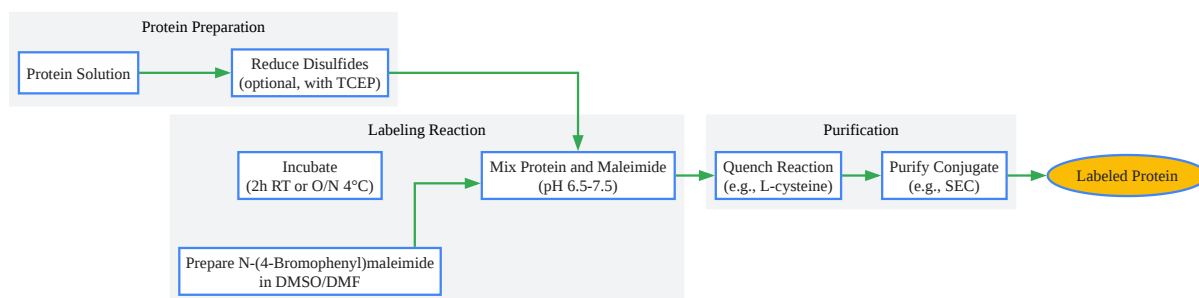 Protein Preparation
Protein Solution
Reduce Disulfides
(optional, with TCEP)
Labeling Reaction
Incubate
(2h RT or O/N 4°C)
Mix Protein and Maleimide
(pH 6.5-7.5)
Prepare N-(4-Bromophenyl)maleimide
in DMSO/DMF
Purification
Quench Reaction
(e.g., L-cysteine)
Purify Conjugate
(e.g., SEC)
Labeled Protein